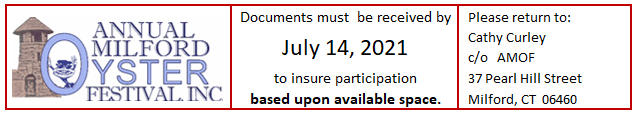 ANNUAL
MILFORD
OYSTER
FESTIVAL, INC.
Documents must be received by
July 14, 2021
to insure participation
based upon available space.
Please return to:
Cathy Curley
c/o AMOF
37 Pearl Hill Street
Milford, CT 06460